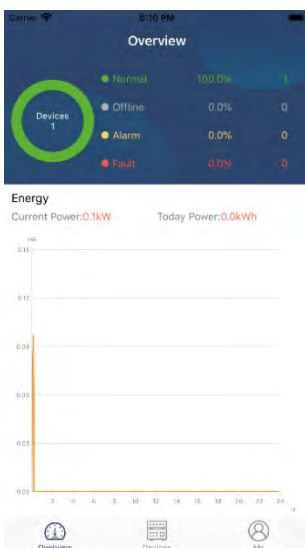 Carrier 6:10 PM
Overview
Devices
1
Normal 100.0% 1
Offline 0.0% 0
Alarm 0.0% 0
Fault 0.0% 0
Energy
Current Power:0.1kW Today Power:0.0kWh
kW
0.15
0.12
0.09
0.03
0.00
2 4 6 8 10 12 14 16 18 20 22 24
H
Overview Devices Me